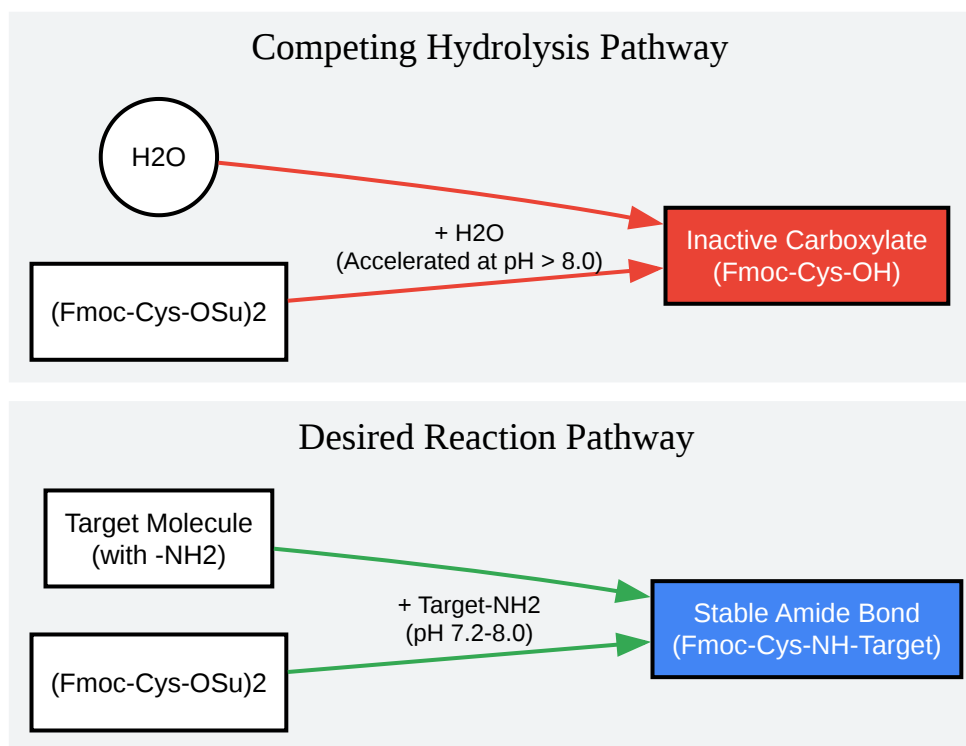 Competing Hydrolysis Pathway
H2O
+ H2O
(Accelerated at pH > 8.0)
(Fmoc-Cys-OSu)2
Inactive Carboxylate
(Fmoc-Cys-OH)
Desired Reaction Pathway
Target Molecule
(with -NH2)
+ Target-NH2
(pH 7.2-8.0)
(Fmoc-Cys-OSu)2
Stable Amide Bond
(Fmoc-Cys-NH-Target)